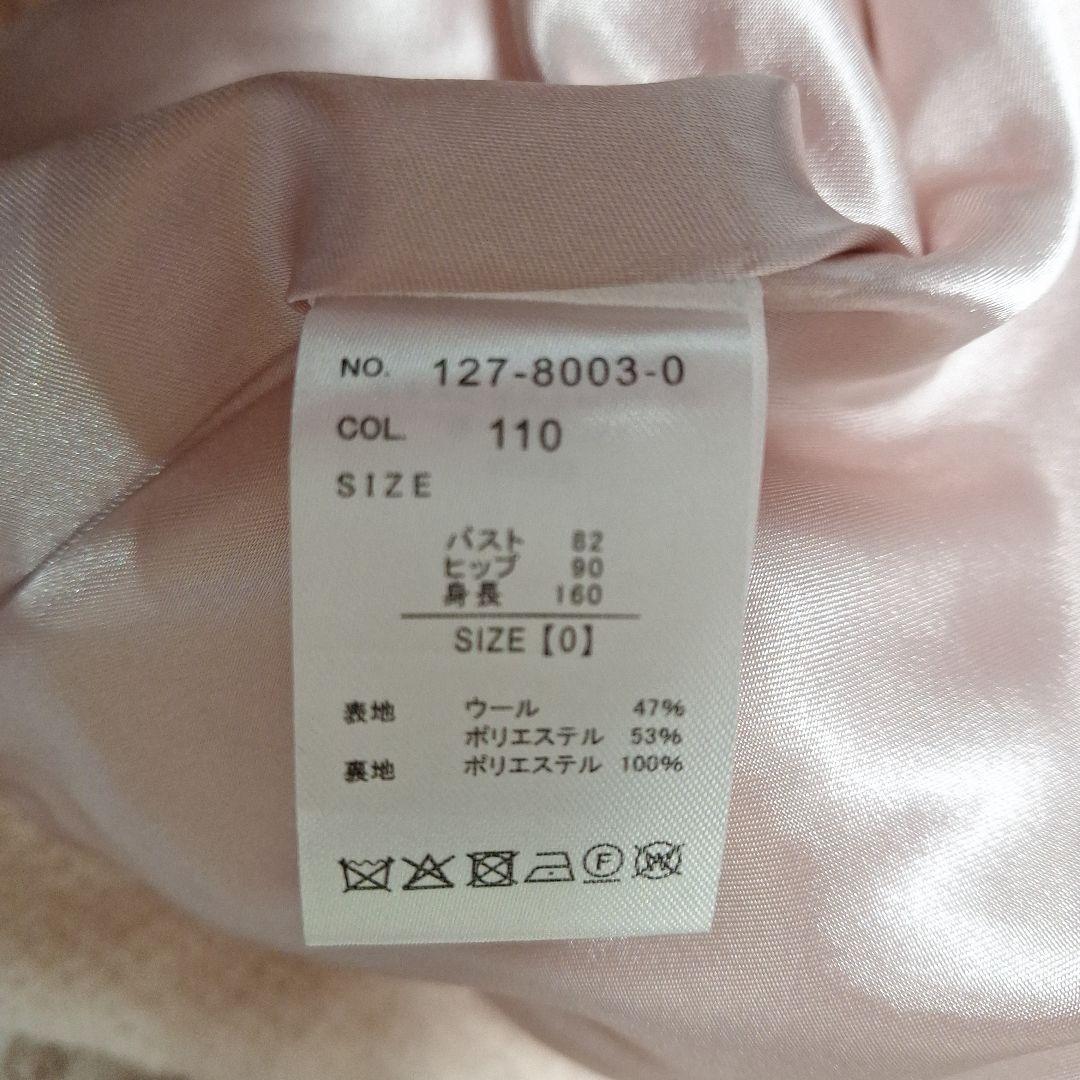 NO. 127-8003-0
COL. 110
SIZE
バスト 82
ヒップ 90
身長 160
SIZE【0】
表地 ウール 47%
ポリエステル 53%
裏地 ポリエステル 100%
F W